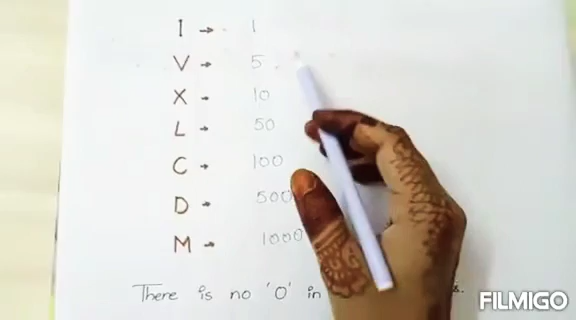 I → 1
V → 5
X → 10
L → 50
C → 100
D → 500
M → 1000
There is no 'O' in
FILMIGO